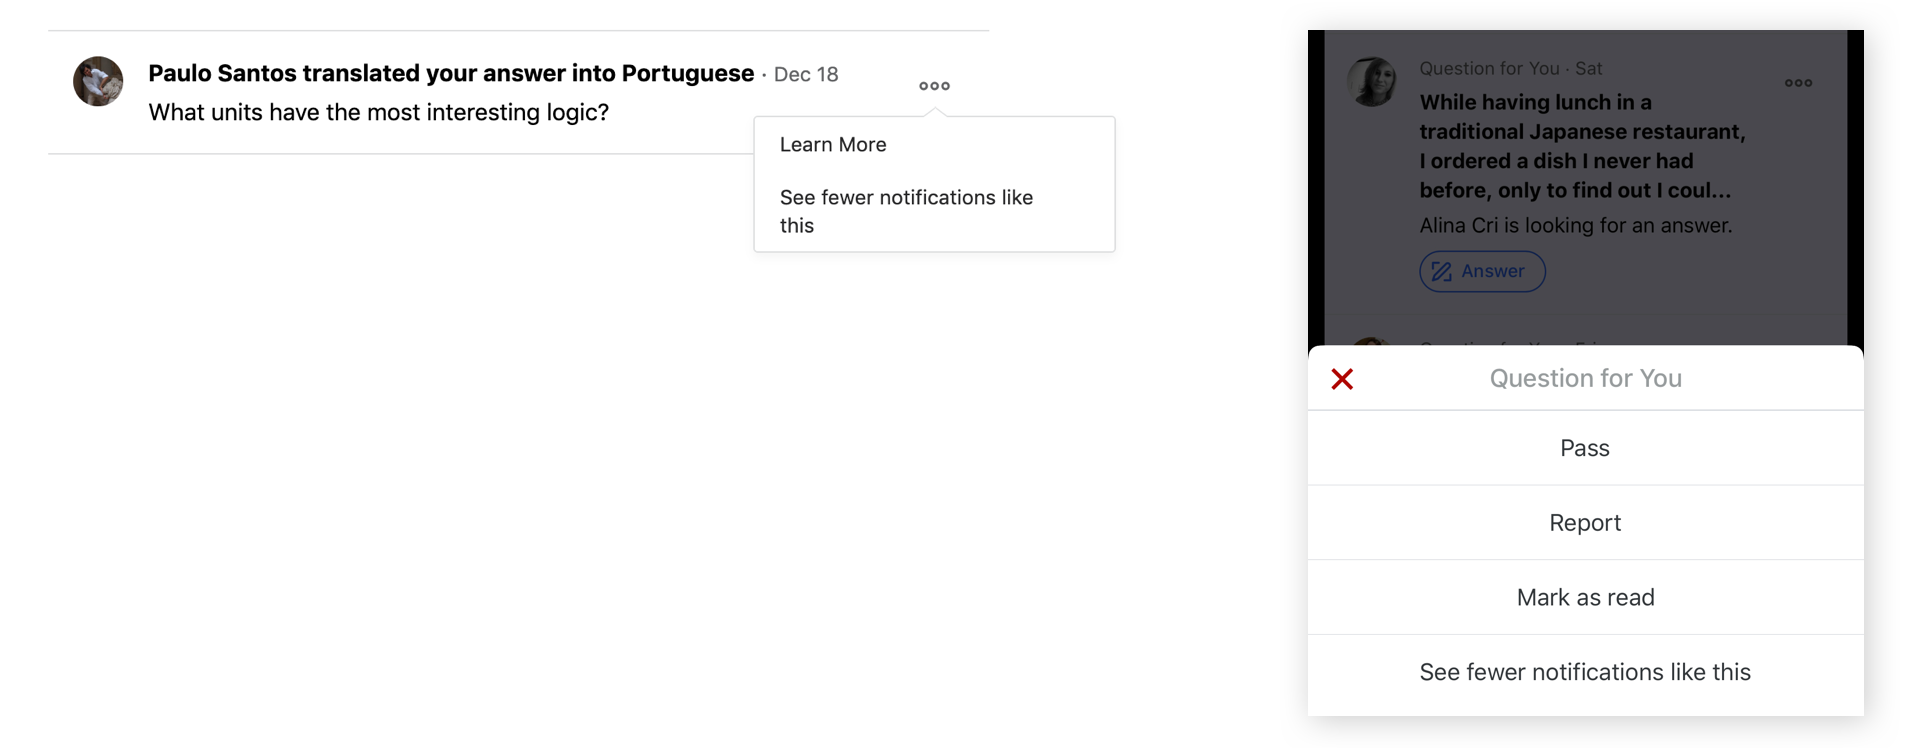 Paulo Santos translated your answer into Portuguese · Dec 18
What units have the most interesting logic?
Learn More
See fewer notifications like
this
Question for You · Sat
While having lunch in a
traditional Japanese restaurant,
I ordered a dish I never had
before, only to find out I coul...
Alina Cri is looking for an answer.
Answer
Question for You
Pass
Report
Mark as read
See fewer notifications like this